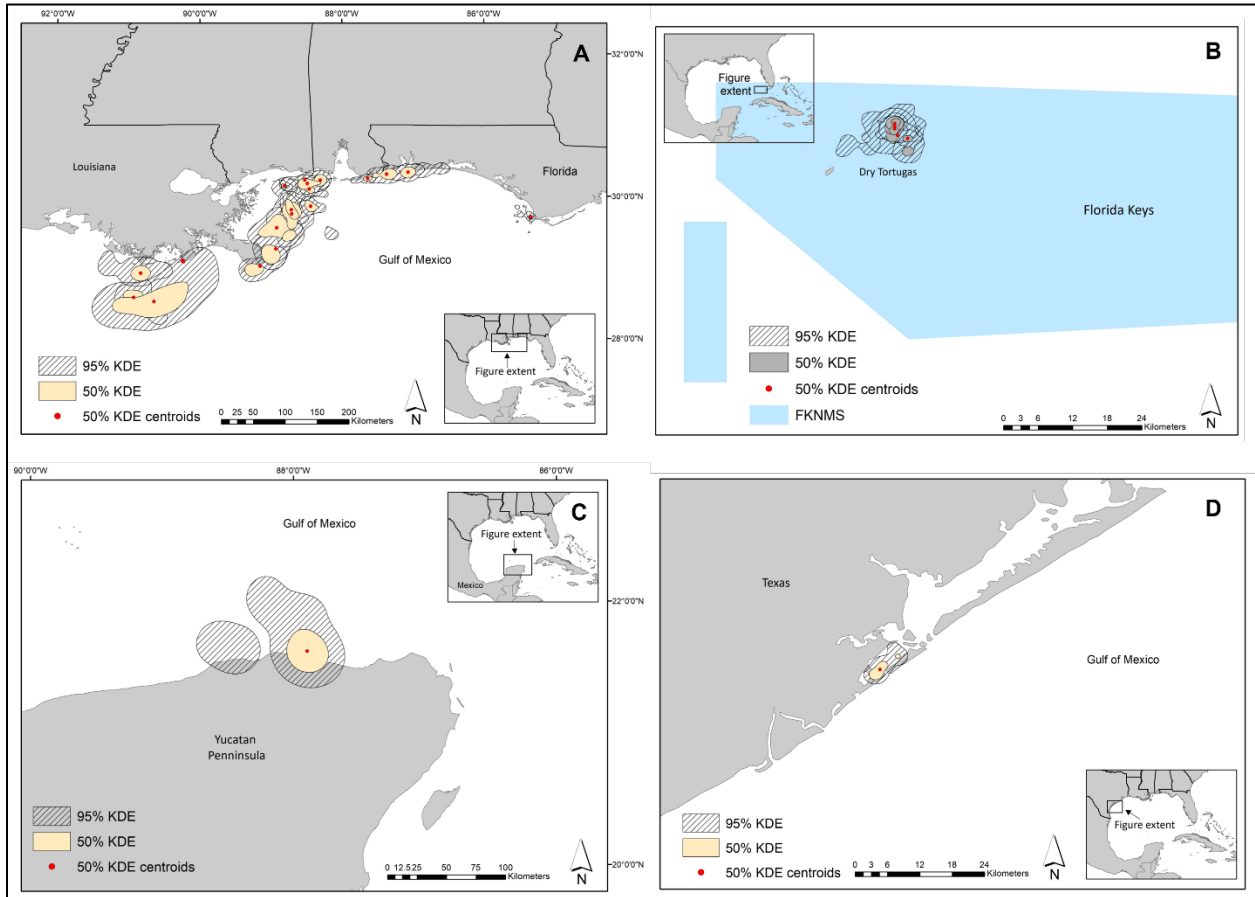 92°0'0"W
90°0'0"W
88°0'0"W
86°0'0"W
A
32°0'0"N
30°0'0"N
28°0'0"N
Louisiana
Florida
Gulf of Mexico
95% KDE
50% KDE
50% KDE centroids
0 25 50 100 150 200
Kilometers
N
Figure extent
B
Figure
extent
Dry Tortugas
Florida Keys
95% KDE
50% KDE
50% KDE centroids
FKNMS
0 3 6 12 18 24
Kilometers
N
90°0'0"W
88°0'0"W
86°0'0"W
C
Gulf of Mexico
Figure extent
Mexico
22°0'0"N
20°0'0"N
Yucatan
Penninsula
95% KDE
50% KDE
50% KDE centroids
0 12.525 50 75 100
Kilometers
N
D
Texas
Gulf of Mexico
95% KDE
50% KDE
50% KDE centroids
0 3 6 12 18 24
Kilometers
N
Figure extent